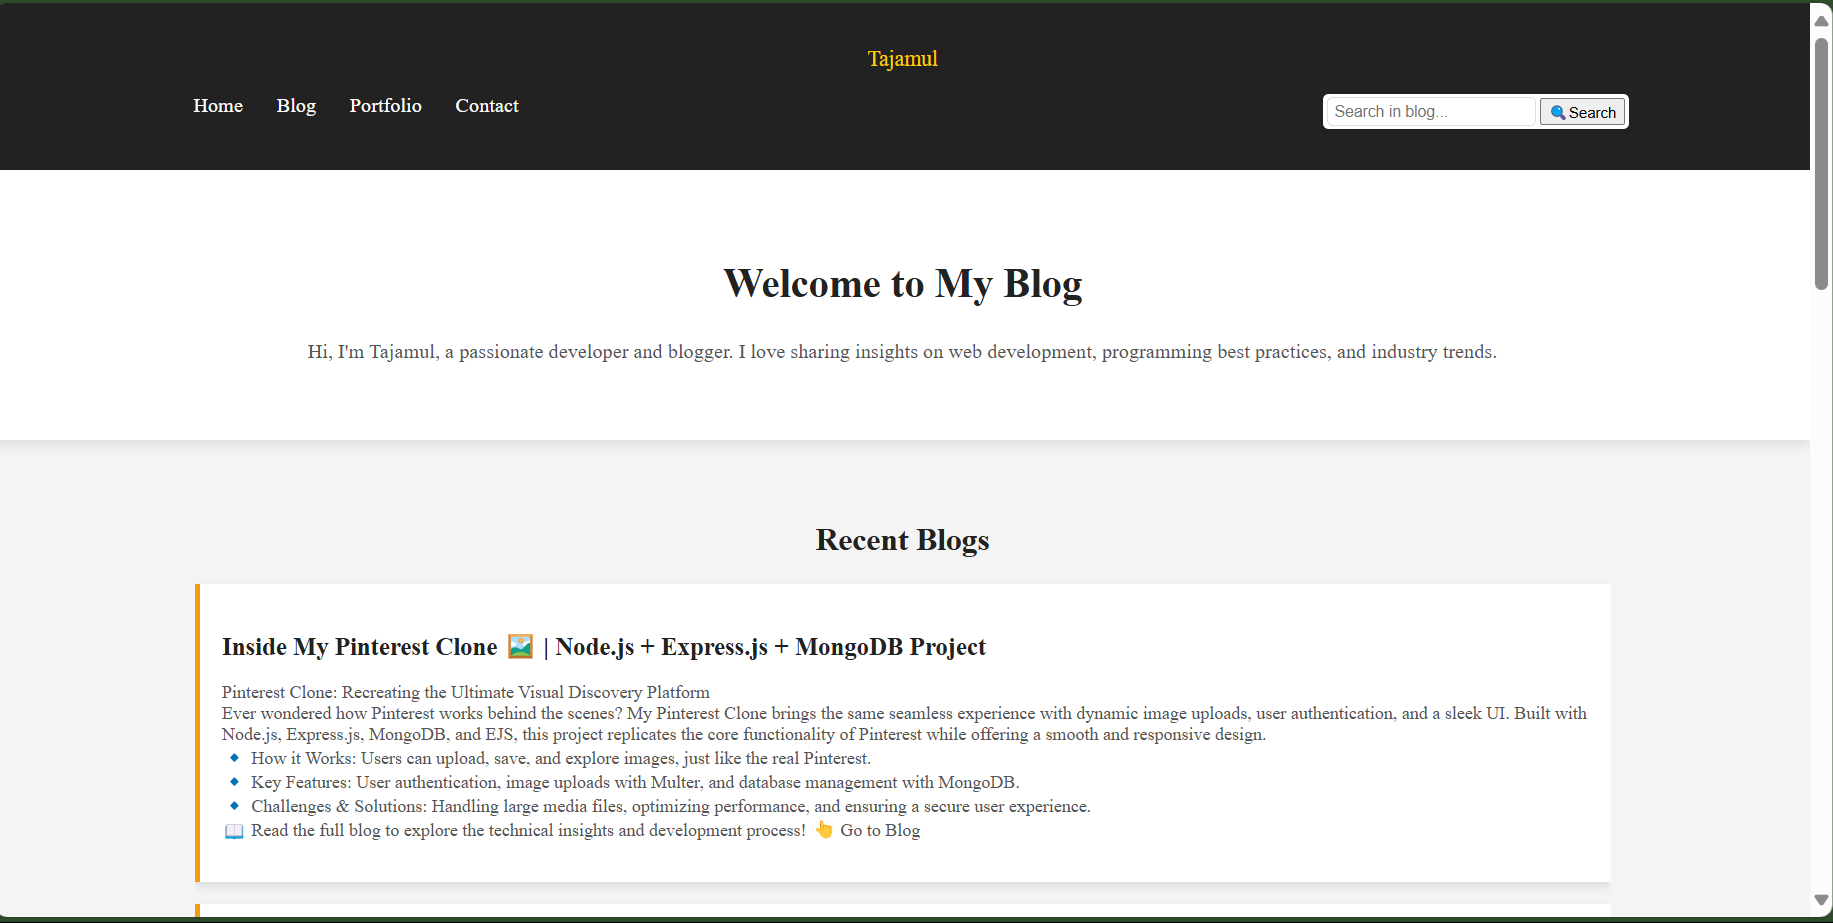 Tajamul
Home Blog Portfolio Contact
Search in blog... 🔍 Search
Welcome to My Blog
Hi, I'm Tajamul, a passionate developer and blogger. I love sharing insights on web development, programming best practices, and industry trends.
Recent Blogs
Inside My Pinterest Clone 🖼️ | Node.js + Express.js + MongoDB Project
Pinterest Clone: Recreating the Ultimate Visual Discovery Platform
Ever wondered how Pinterest works behind the scenes? My Pinterest Clone brings the same seamless experience with dynamic image uploads, user authentication, and a sleek UI. Built with
Node.js, Express.js, MongoDB, and EJS, this project replicates the core functionality of Pinterest while offering a smooth and responsive design.
🔹 How it Works: Users can upload, save, and explore images, just like the real Pinterest.
🔹 Key Features: User authentication, image uploads with Multer, and database management with MongoDB.
🔹 Challenges & Solutions: Handling large media files, optimizing performance, and ensuring a secure user experience.
📖 Read the full blog to explore the technical insights and development process! 👆 Go to Blog